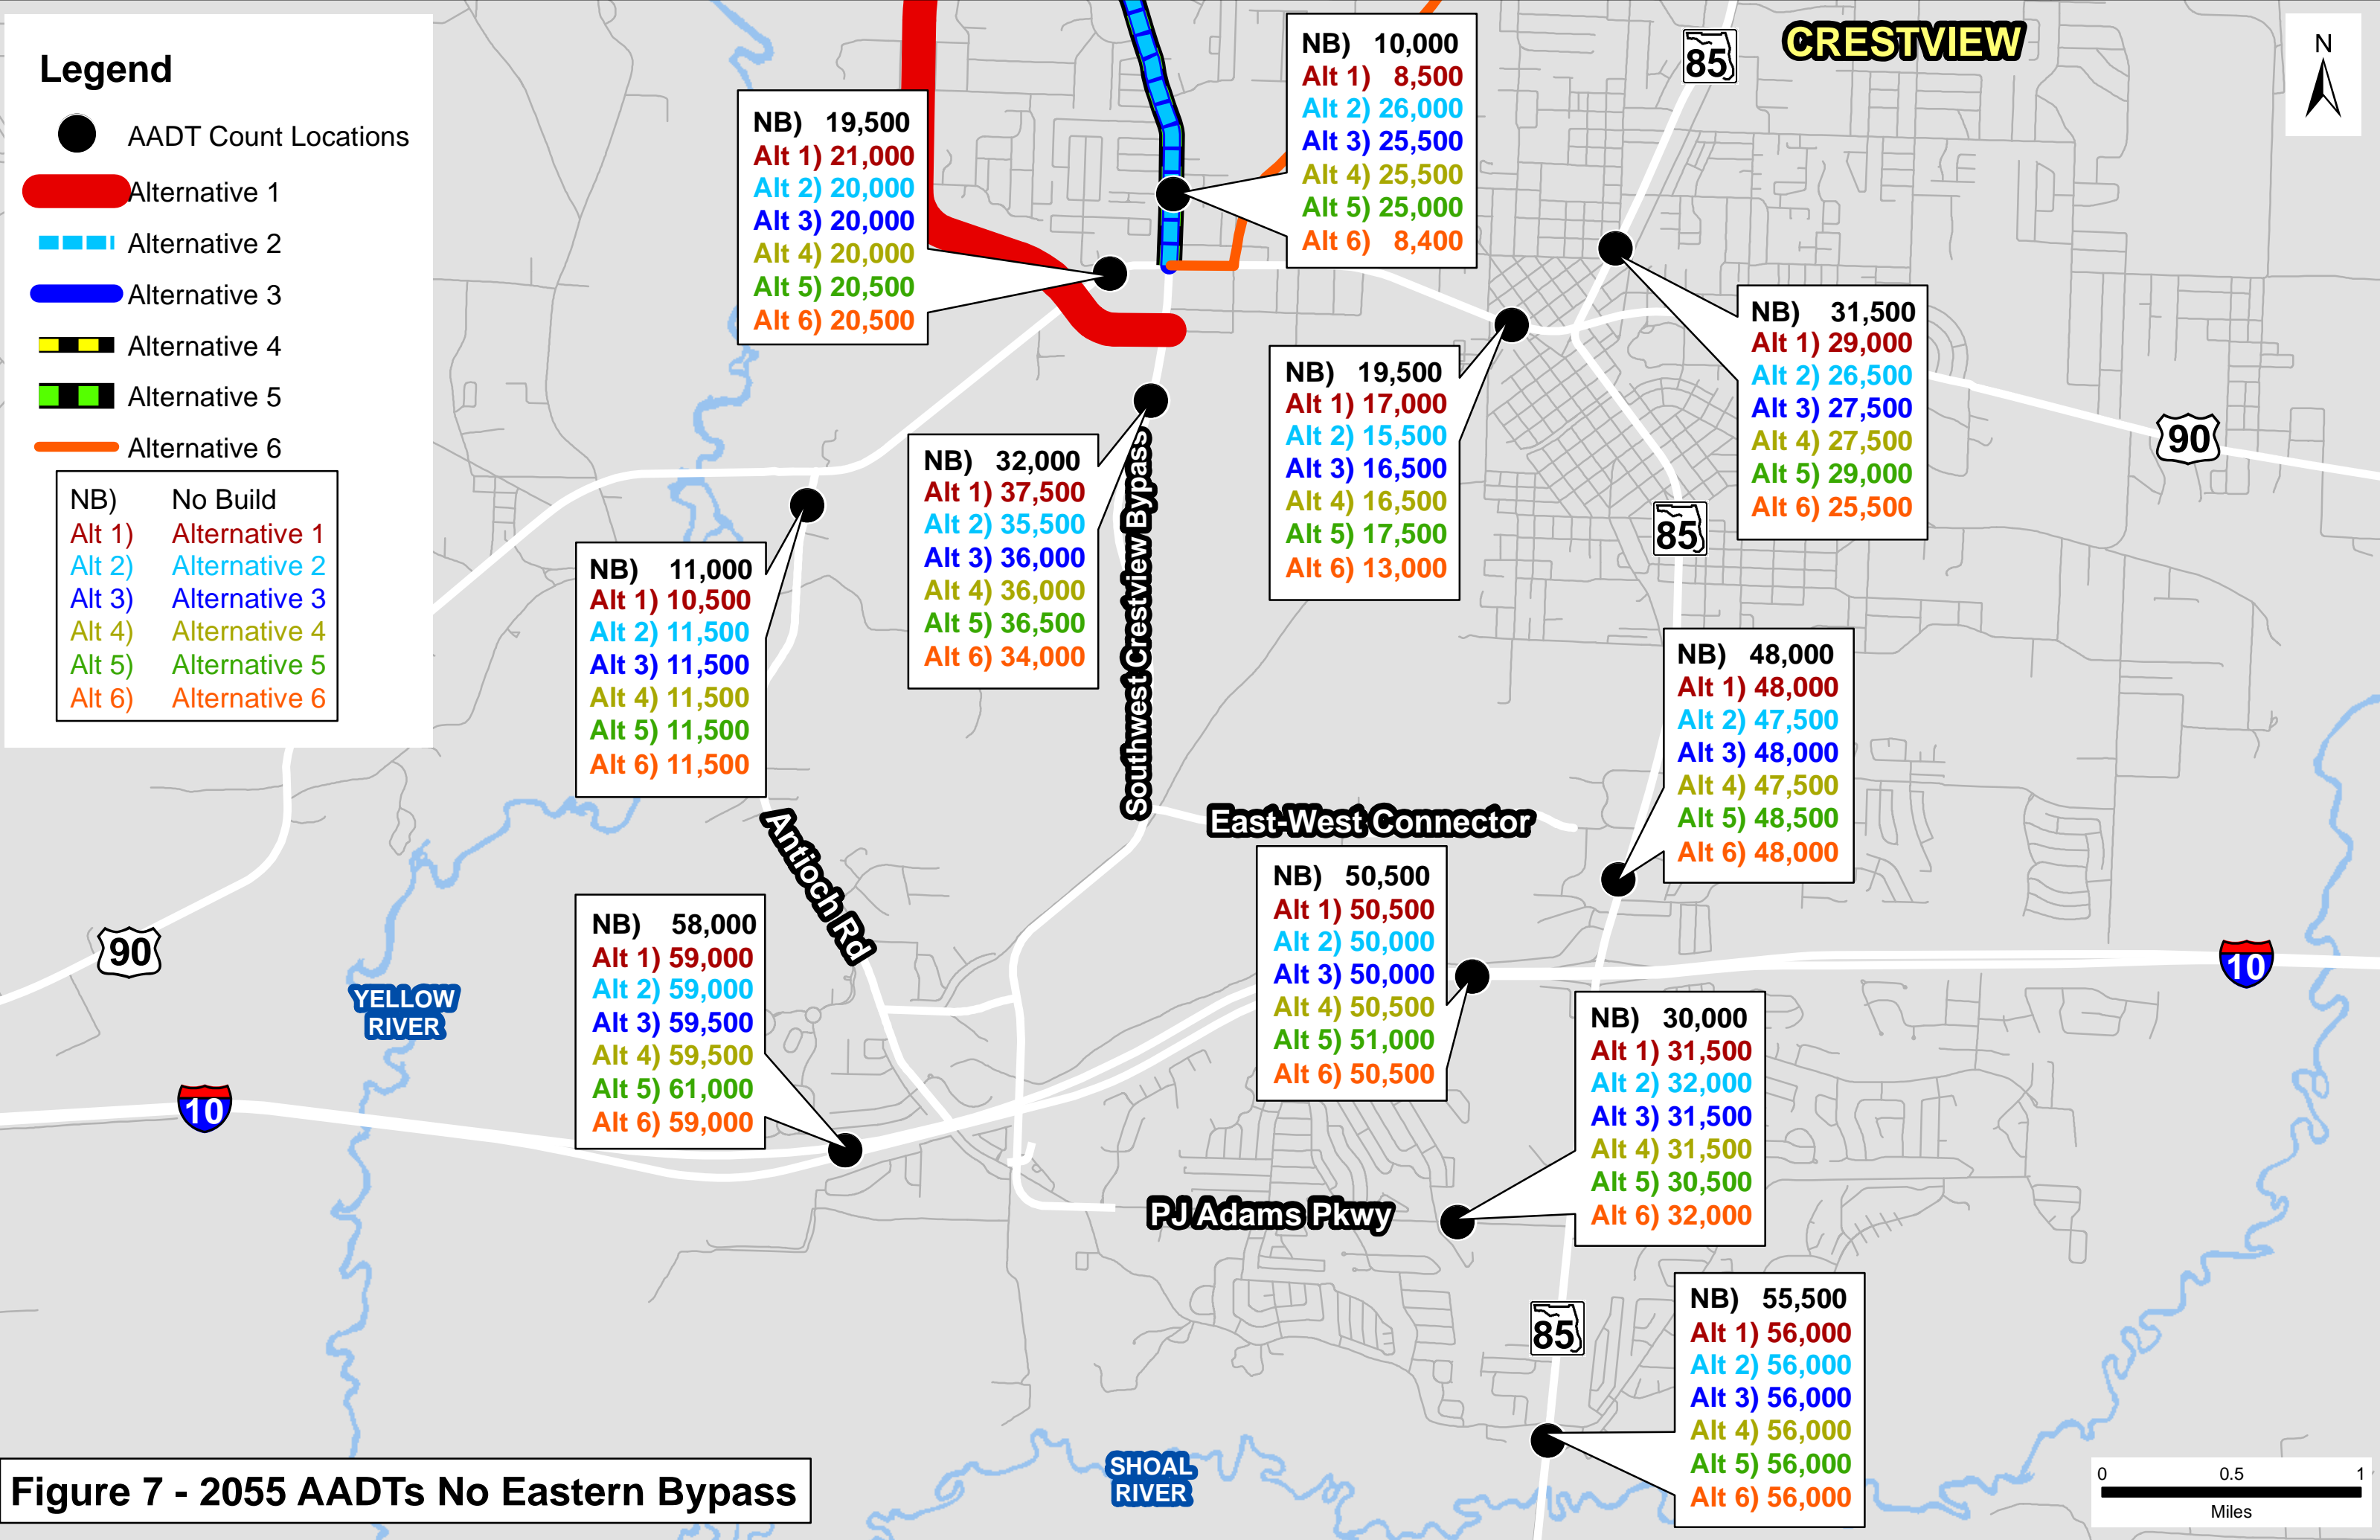 Legend
AADT Count Locations
Alternative 1
Alternative 2
Alternative 3
Alternative 4
Alternative 5
Alternative 6
NB) No Build
Alt 1) Alternative 1
Alt 2) Alternative 2
Alt 3) Alternative 3
Alt 4) Alternative 4
Alt 5) Alternative 5
Alt 6) Alternative 6
NB) 19,500
Alt 1) 21,000
Alt 2) 20,000
Alt 3) 20,000
Alt 4) 20,000
Alt 5) 20,500
Alt 6) 20,500
NB) 10,000
Alt 1) 8,500
Alt 2) 26,000
Alt 3) 25,500
Alt 4) 25,500
Alt 5) 25,000
Alt 6) 8,400
85
CRESTVIEW
N
NB) 31,500
Alt 1) 29,000
Alt 2) 26,500
Alt 3) 27,500
Alt 4) 27,500
Alt 5) 29,000
Alt 6) 25,500
NB) 19,500
Alt 1) 17,000
Alt 2) 15,500
Alt 3) 16,500
Alt 4) 16,500
Alt 5) 17,500
Alt 6) 13,000
90
85
NB) 32,000
Alt 1) 37,500
Alt 2) 35,500
Alt 3) 36,000
Alt 4) 36,000
Alt 5) 36,500
Alt 6) 34,000
Southwest Crestview Bypass
NB) 11,000
Alt 1) 10,500
Alt 2) 11,500
Alt 3) 11,500
Alt 4) 11,500
Alt 5) 11,500
Alt 6) 11,500
NB) 48,000
Alt 1) 48,000
Alt 2) 47,500
Alt 3) 48,000
Alt 4) 47,500
Alt 5) 48,500
Alt 6) 48,000
East-West Connector
Antioch Rd
NB) 50,500
Alt 1) 50,500
Alt 2) 50,000
Alt 3) 50,000
Alt 4) 50,500
Alt 5) 51,000
Alt 6) 50,500
NB) 58,000
Alt 1) 59,000
Alt 2) 59,000
Alt 3) 59,500
Alt 4) 59,500
Alt 5) 61,000
Alt 6) 59,000
90
YELLOW
RIVER
10
10
NB) 30,000
Alt 1) 31,500
Alt 2) 32,000
Alt 3) 31,500
Alt 4) 31,500
Alt 5) 30,500
Alt 6) 32,000
PJ Adams Pkwy
85
NB) 55,500
Alt 1) 56,000
Alt 2) 56,000
Alt 3) 56,000
Alt 4) 56,000
Alt 5) 56,000
Alt 6) 56,000
SHOAL
RIVER
Figure 7 - 2055 AADTs No Eastern Bypass
0 0.5 1
Miles